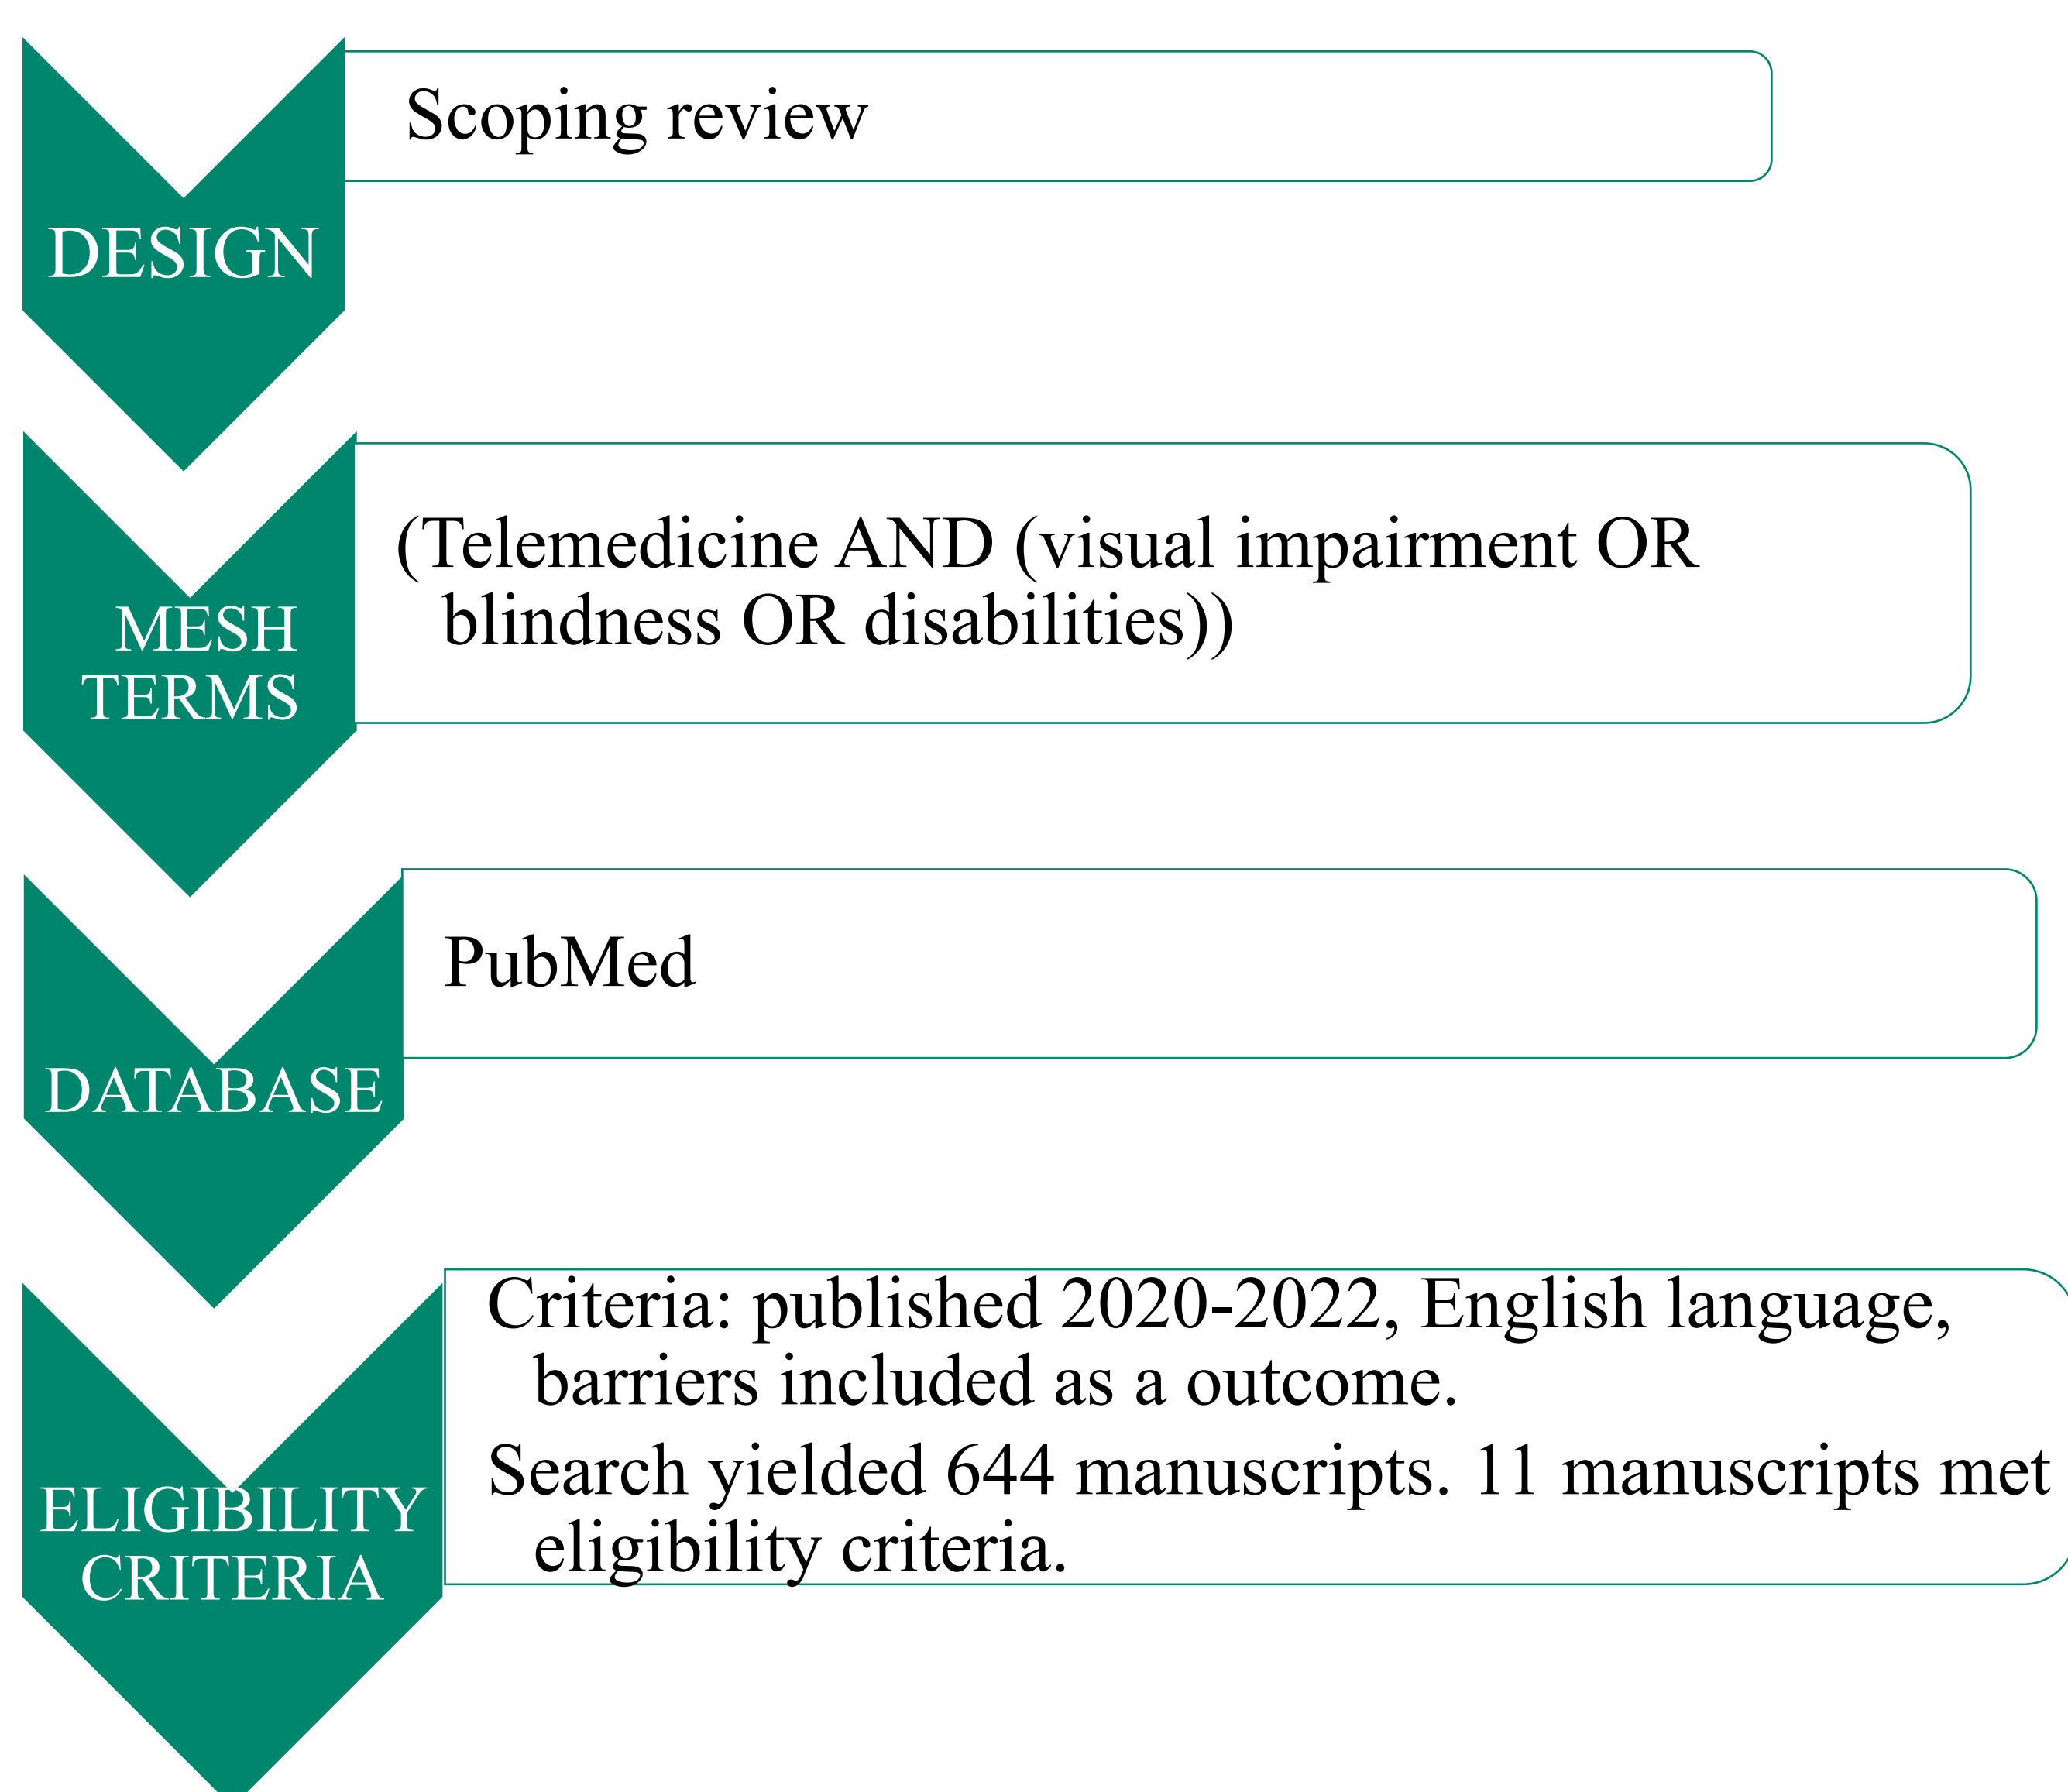 Scoping review
DESIGN
(Telemedicine AND (visual impairment OR
blindness OR disabilities))
MESH
TERMS
PubMed
DATABASE
Criteria: published 2020-2022, English language,
barriers included as a outcome.
Search yielded 644 manuscripts. 11 manuscripts met
eligibility criteria.
ELIGIBILITY
CRITERIA